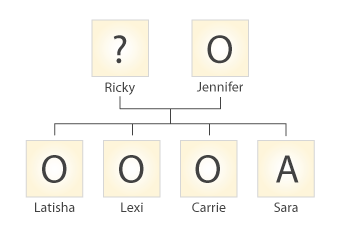 ? O
Ricky Jennifer
O O O A
Latisha Lexi Carrie Sara